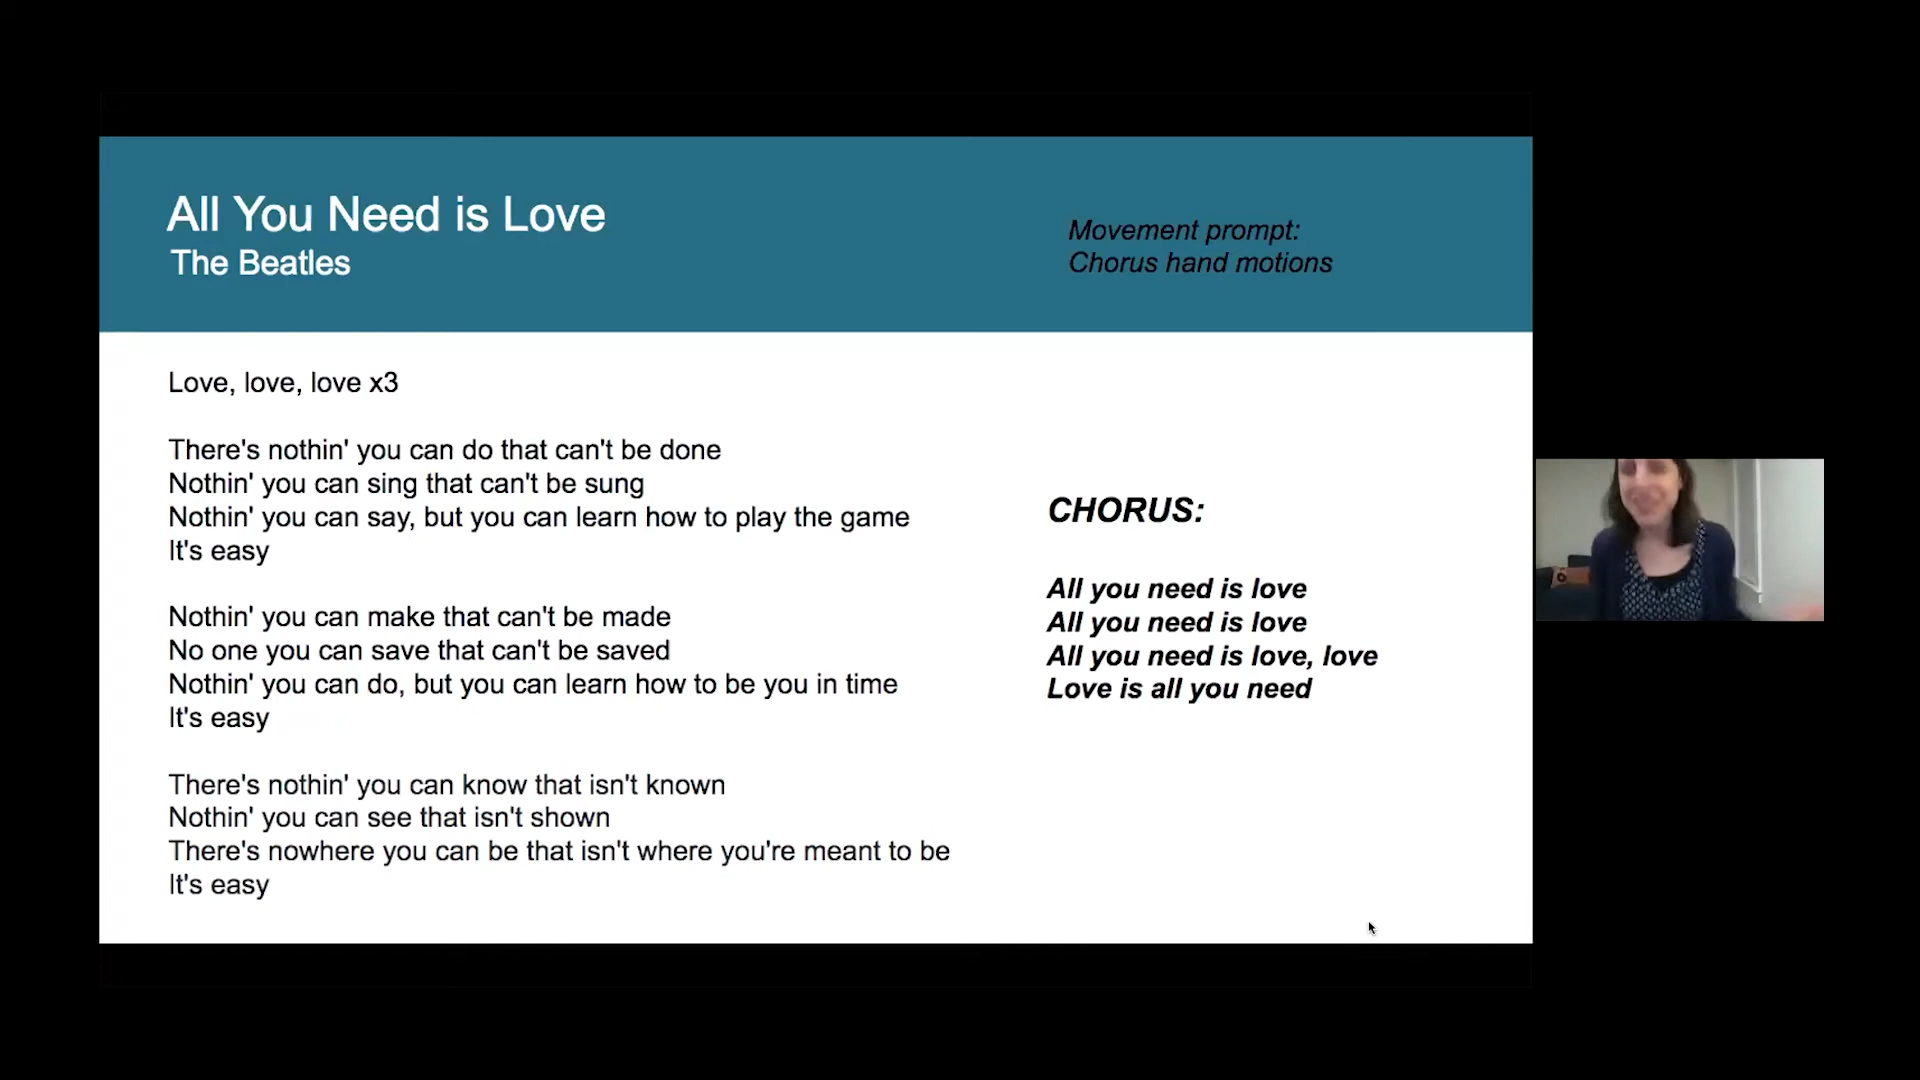 All You Need is Love
The Beatles
Movement prompt:
Chorus hand motions
Love, love, love x3
There's nothin' you can do that can't be done
Nothin' you can sing that can't be sung
Nothin' you can say, but you can learn how to play the game
It's easy
Nothin' you can make that can't be made
No one you can save that can't be saved
Nothin' you can do, but you can learn how to be you in time
It's easy
There's nothin' you can know that isn't known
Nothin' you can see that isn't shown
There's nowhere you can be that isn't where you're meant to be
It's easy
CHORUS:
All you need is love
All you need is love
All you need is love, love
Love is all you need